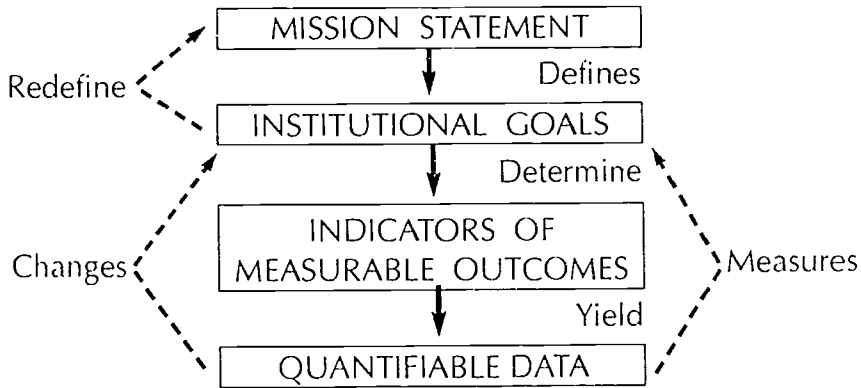 MISSION STATEMENT
Defines
Redefine
INSTITUTIONAL GOALS
Determine
INDICATORS OF
MEASURABLE OUTCOMES
Changes
Measures
Yield
QUANTIFIABLE DATA